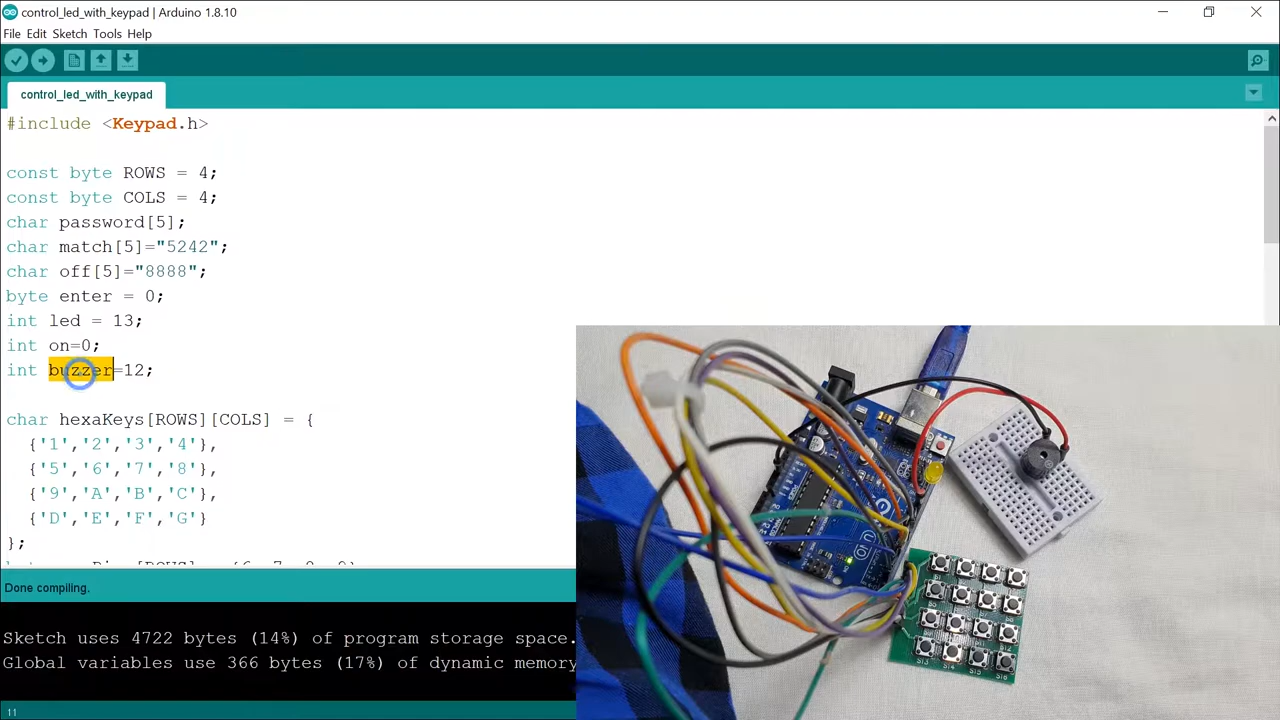 control_led_with_keypad | Arduino 1.8.10
File Edit Sketch Tools Help
control_led_with_keypad
#include <Keypad.h>
const byte ROWS = 4;
const byte COLS = 4;
char password[5];
char match[5]="5242";
char off[5]="8888";
byte enter = 0;
int led = 13;
int on=0;
int buzzer=12;
char hexaKeys[ROWS][COLS] = {
{'1','2','3','4'},
{'5','6','7','8'},
{'9','A','B','C'},
{'D','E','F','G'}
};
Done compiling.
Sketch uses 4722 bytes (14%) of program storage space.
Global variables use 366 bytes (17%) of dynamic memory
11